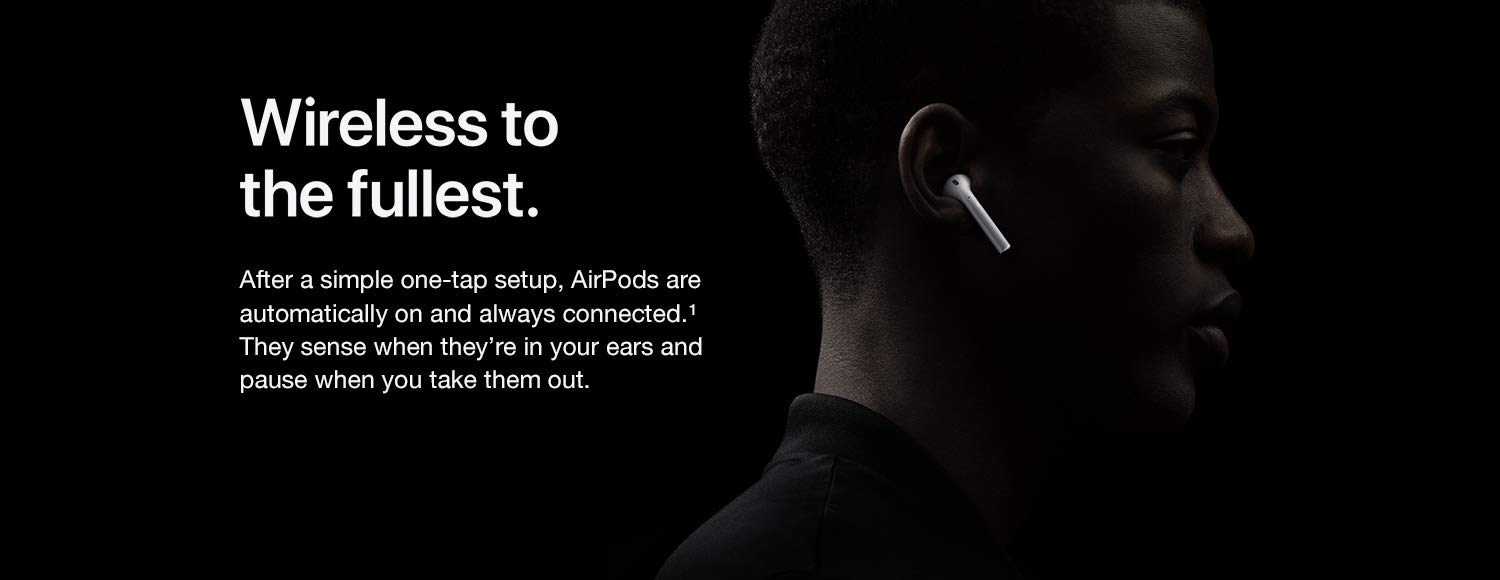 Wireless to
the fullest.
After a simple one-tap setup, AirPods are
automatically on and always connected.¹
They sense when they’re in your ears and
pause when you take them out.